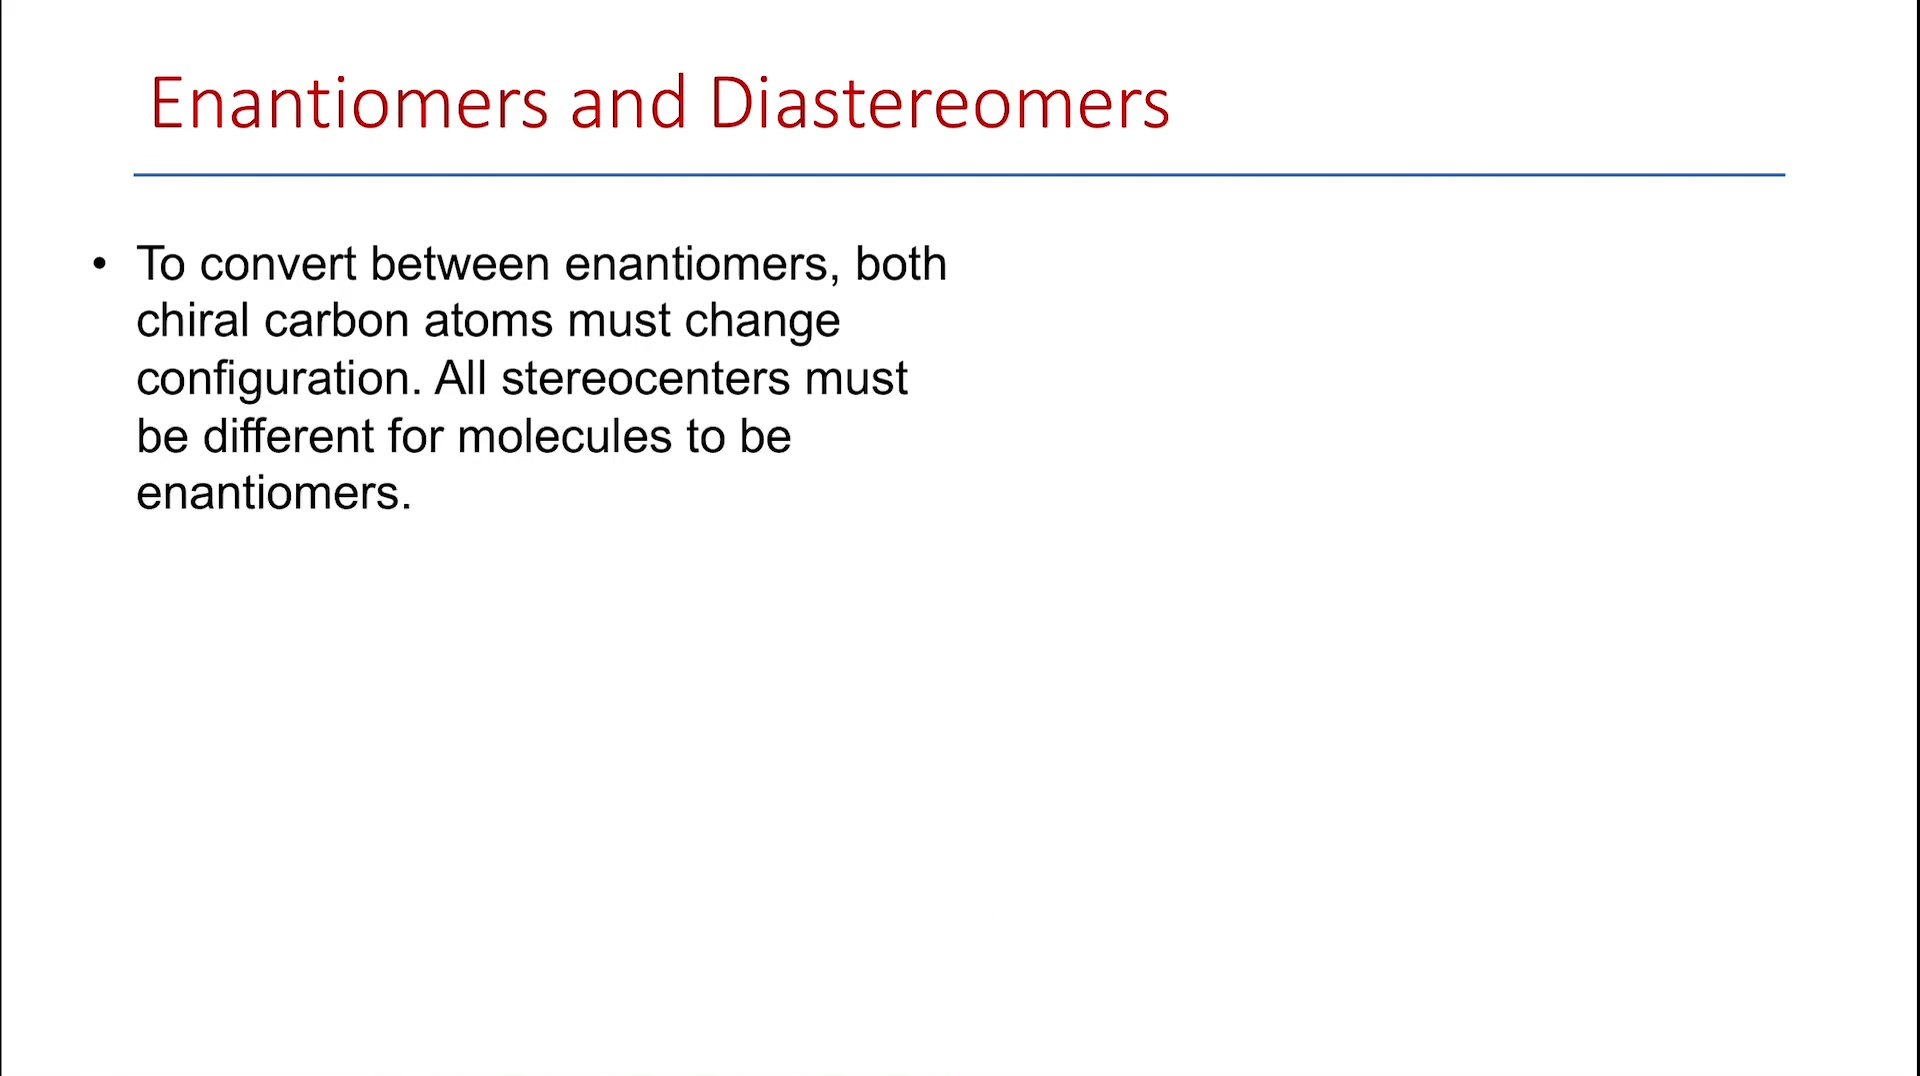 Enantiomers and Diastereomers
• To convert between enantiomers, both
chiral carbon atoms must change
configuration. All stereocenters must
be different for molecules to be
enantiomers.